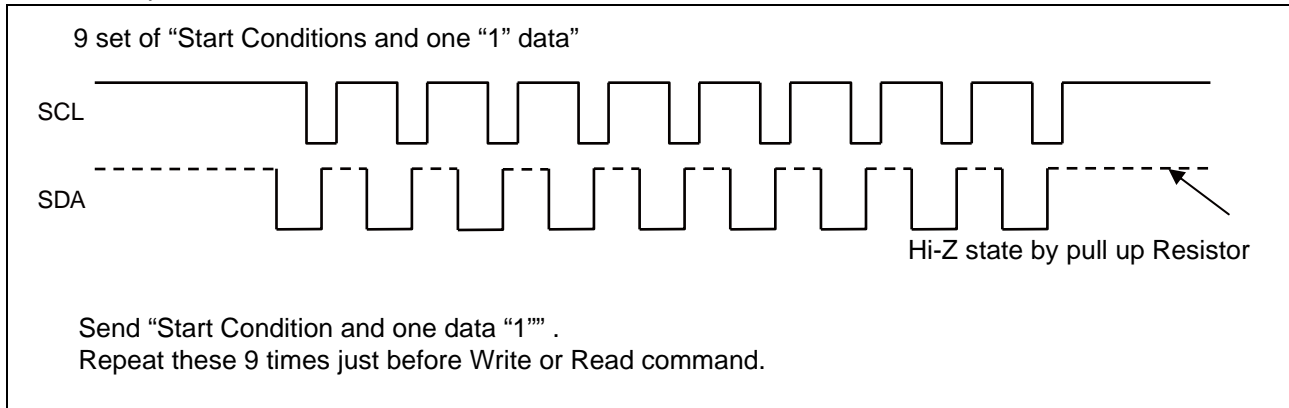 9 set of “Start Conditions and one “1” data”
SCL
SDA
Hi-Z state by pull up Resistor
Send “Start Condition and one data “1”” .
Repeat these 9 times just before Write or Read command.